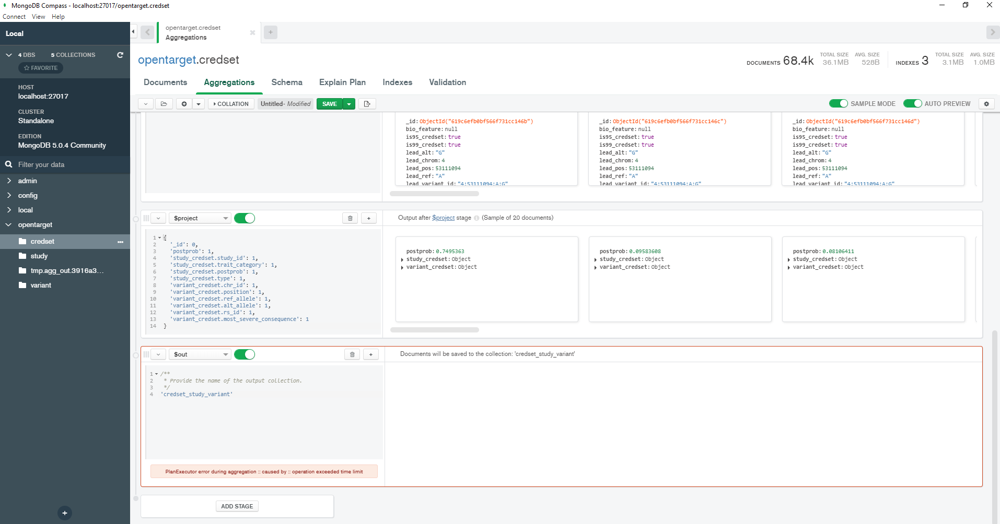 MongoDB Compass - localhost:27017/opentarget.credset
Connect View Help
Local
4 DBS 5 COLLECTIONS
FAVORITE
HOST
localhost:27017
CLUSTER
Standalone
EDITION
MongoDB 5.0.4 Community
Filter your data
admin
config
local
opentarget
credset
study
tmp.agg_out.3916a3...
variant
opentarget.credset
Aggregations
opentarget.credset
DOCUMENTS 68.4k TOTAL SIZE 36.1MB AVG. SIZE 528B INDEXES 3 TOTAL SIZE 3.1MB AVG. SIZE 1.0MB
Documents Aggregations Schema Explain Plan Indexes Validation
COLLATION Untitled- Modified SAVE SAMPLE MODE AUTO PREVIEW
_id: ObjectId("619c6efb0bf566f731cc146b")
bio_feature: null
is95_credset: true
is99_credset: true
lead_alt: "G"
lead_chrom: 4
lead_pos: 53111094
lead_ref: "A"
lead_variant_id: "4:53111094:A:G"
_id: ObjectId("619c6efb0bf566f731cc146c")
bio_feature: null
is95_credset: true
is99_credset: true
lead_alt: "G"
lead_chrom: 4
lead_pos: 53111094
lead_ref: "A"
lead_variant_id: "4:53111094:A:G"
_id: ObjectId("619c6efb0bf566f731cc146d")
bio_feature: null
is95_credset: true
is99_credset: true
lead_alt: "G"
lead_chrom: 4
lead_pos: 53111094
lead_ref: "A"
lead_variant_id: "4:53111094:A:G"
$project
Output after $project stage (Sample of 20 documents)
1 {
2 '_id': 0,
3 'postprob': 1,
4 'study_credset.study_id': 1,
5 'study_credset.trait_category': 1,
6 'study_credset.postprob': 1,
7 'study_credset.type': 1,
8 'variant_credset.chr_id': 1,
9 'variant_credset.position': 1,
10 'variant_credset.ref_allele': 1,
11 'variant_credset.alt_allele': 1,
12 'variant_credset.rs_id': 1,
13 'variant_credset.most_severe_consequence': 1
14 }
postprob: 0.7495363
study_credset: Object
variant_credset: Object
postprob: 0.09583608
study_credset: Object
variant_credset: Object
postprob: 0.08106411
study_credset: Object
variant_credset: Object
$out
Documents will be saved to the collection: 'credset_study_variant'
1 /**
2 * Provide the name of the output collection.
3 */
4 'credset_study_variant'
PlanExecutor error during aggregation :: caused by :: operation exceeded time limit
ADD STAGE